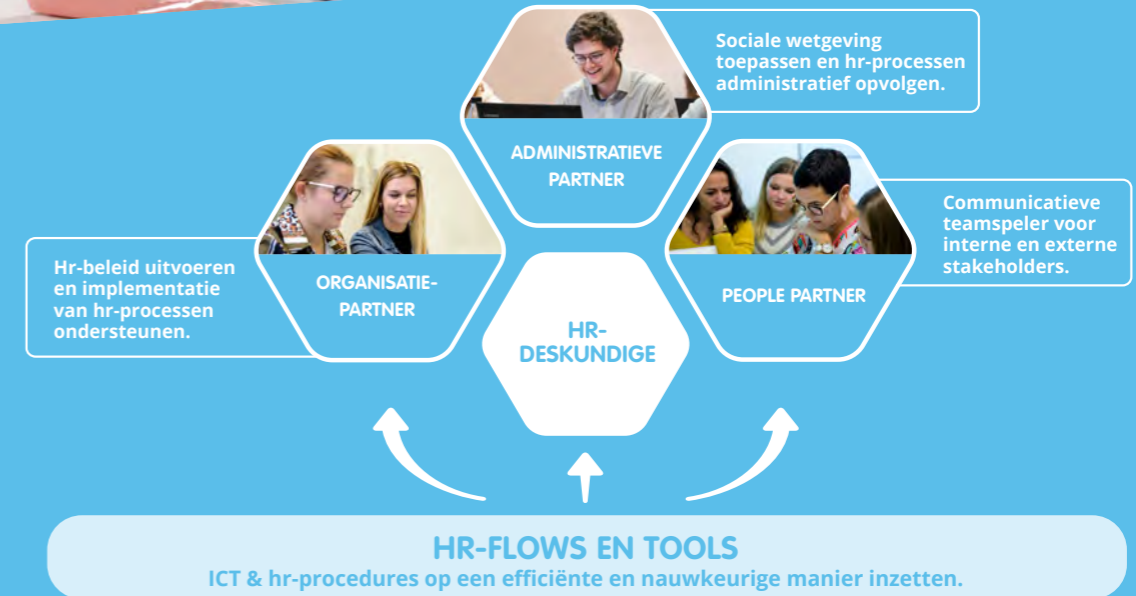 Sociale wetgeving
toepassen en hr-processen
administratief opvolgen.
ADMINISTRATIEVE
PARTNER
Communicatieve
teamspeler voor
interne en externe
stakeholders.
PEOPLE PARTNER
Hr-beleid uitvoeren
en implementatie
van hr-processen
ondersteunen.
ORGANISATIE-
PARTNER
HR-
DESKUNDIGE
HR-FLOWS EN TOOLS
ICT & hr-procedures op een efficiënte en nauwkeurige manier inzetten.